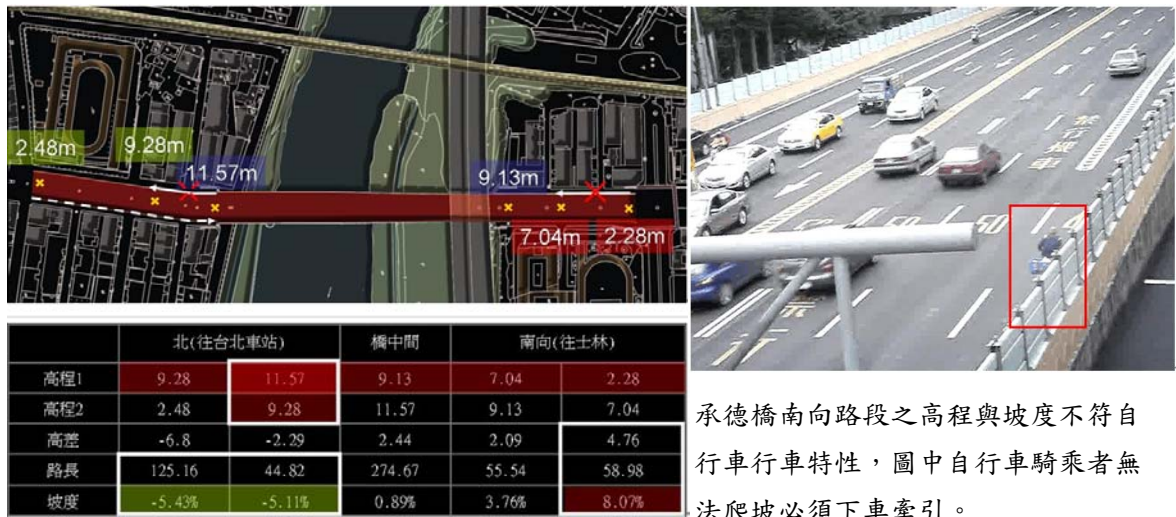 2.48m
9.28m
11.57m
9.13m
7.04m
2.28m
北(往台北車站) 橋中間 南向(往士林)
高程1 9.28 11.57 9.13 7.04 2.28
高程2 2.48 9.28 11.57 9.13 7.04
高差 -6.8 -2.29 2.44 2.09 4.76
路長 125.16 44.82 274.67 55.54 58.98
坡度 -5.43% -5.11% 0.89% 3.76% 8.07%
禁行機車
50
承德橋南向路段之高程與坡度不符自
行車行車特性，圖中自行車騎乘者無
法爬坡必須下車牽引。